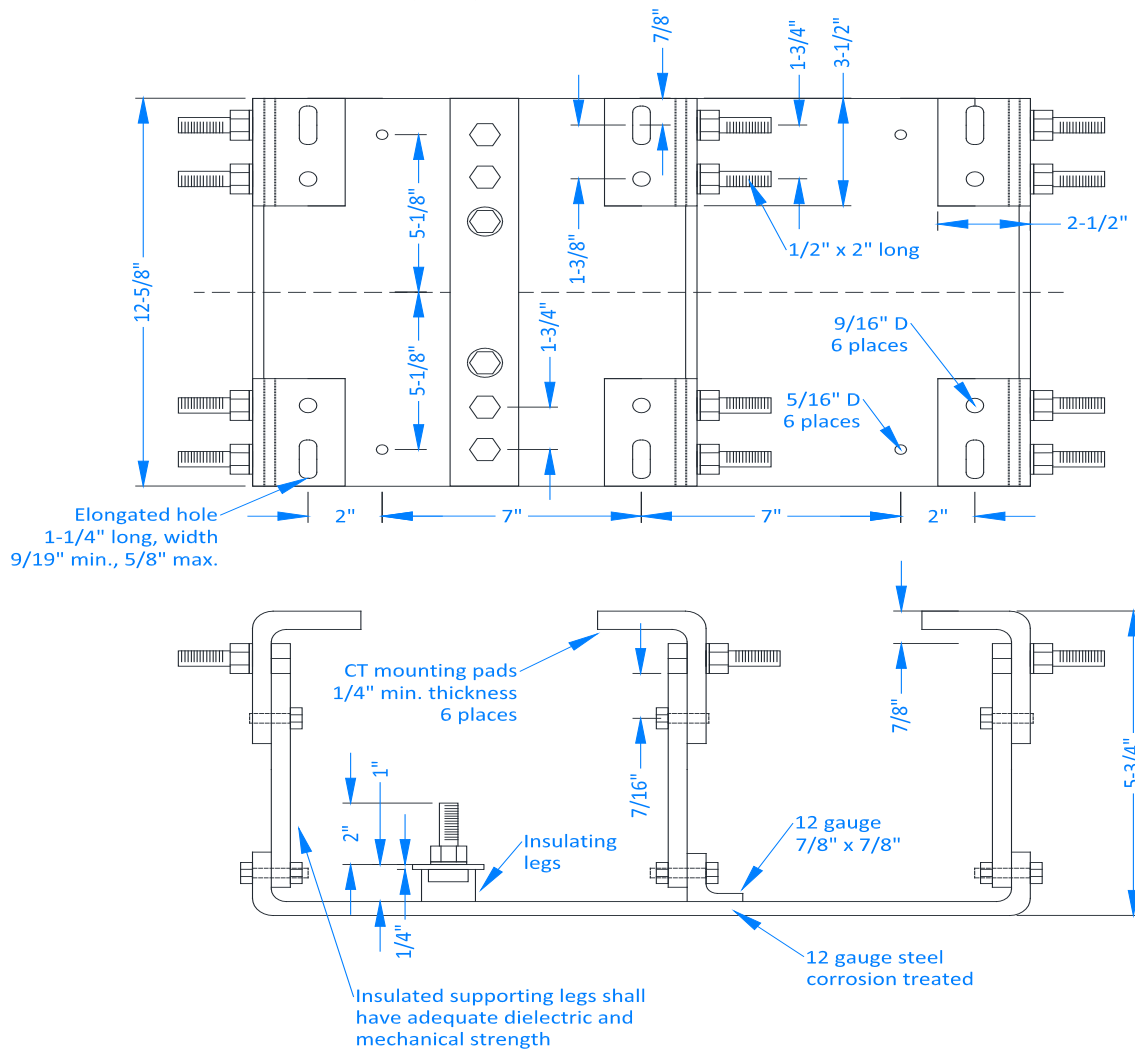 7/8"
1-3/4"
3-1/2"
12-5/8"
5-1/8"
1-3/8"
2-1/2"
1/2" x 2" long
5-1/8"
1-3/4"
9/16" D
6 places
5/16" D
6 places
Elongated hole
1-1/4" long, width
9/19" min., 5/8" max.
2"
7"
7"
2"
CT mounting pads
1/4" min. thickness
6 places
7/8"
5-3/4"
7/16"
1"
2"
1/4"
Insulating
legs
12 gauge
7/8" x 7/8"
12 gauge steel
corrosion treated
Insulated supporting legs shall
have adequate dielectric and
mechanical strength